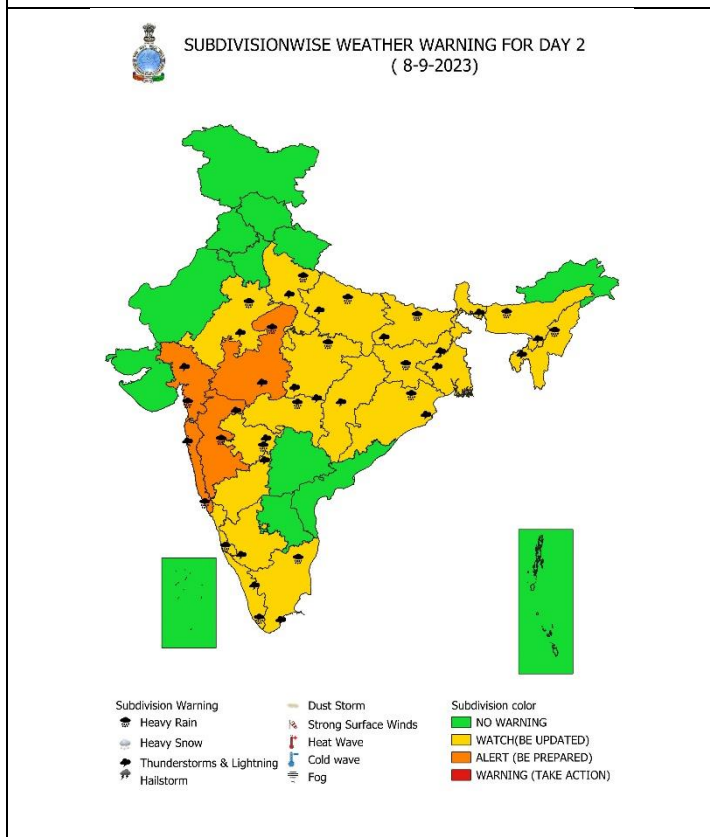 SUBDIVISIONWISE WEATHER WARNING FOR DAY 2
( 8-9-2023)
Subdivision Warning
Heavy Rain
Heavy Snow
Thunderstorms & Lightning
Hailstorm
Dust Storm
Strong Surface Winds
Heat Wave
Cold wave
Fog
Subdivision color
NO WARNING
WATCH(BE UPDATED)
ALERT (BE PREPARED)
WARNING (TAKE ACTION)